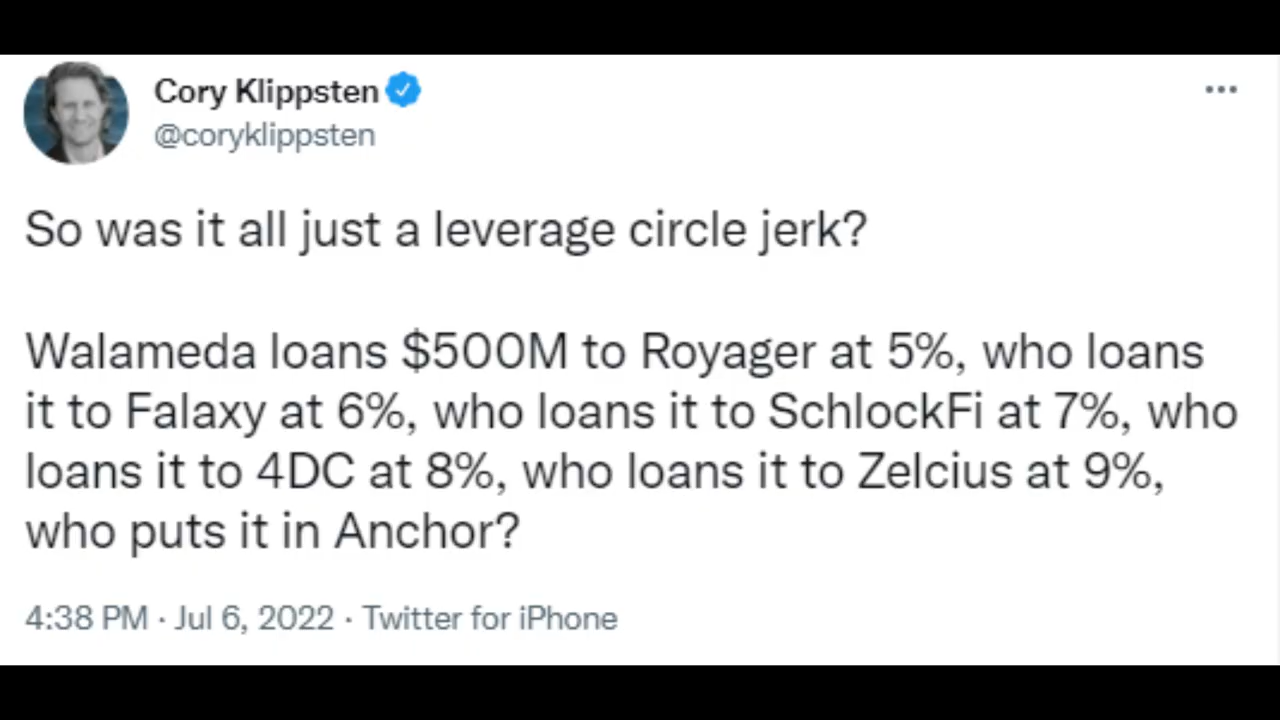 Cory Klippsten
@coryklippsten
So was it all just a leverage circle jerk?
Walameda loans $500M to Royager at 5%, who loans
it to Falaxy at 6%, who loans it to SchlockFi at 7%, who
loans it to 4DC at 8%, who loans it to Zelcius at 9%,
who puts it in Anchor?
4:38 PM · Jul 6, 2022 · Twitter for iPhone